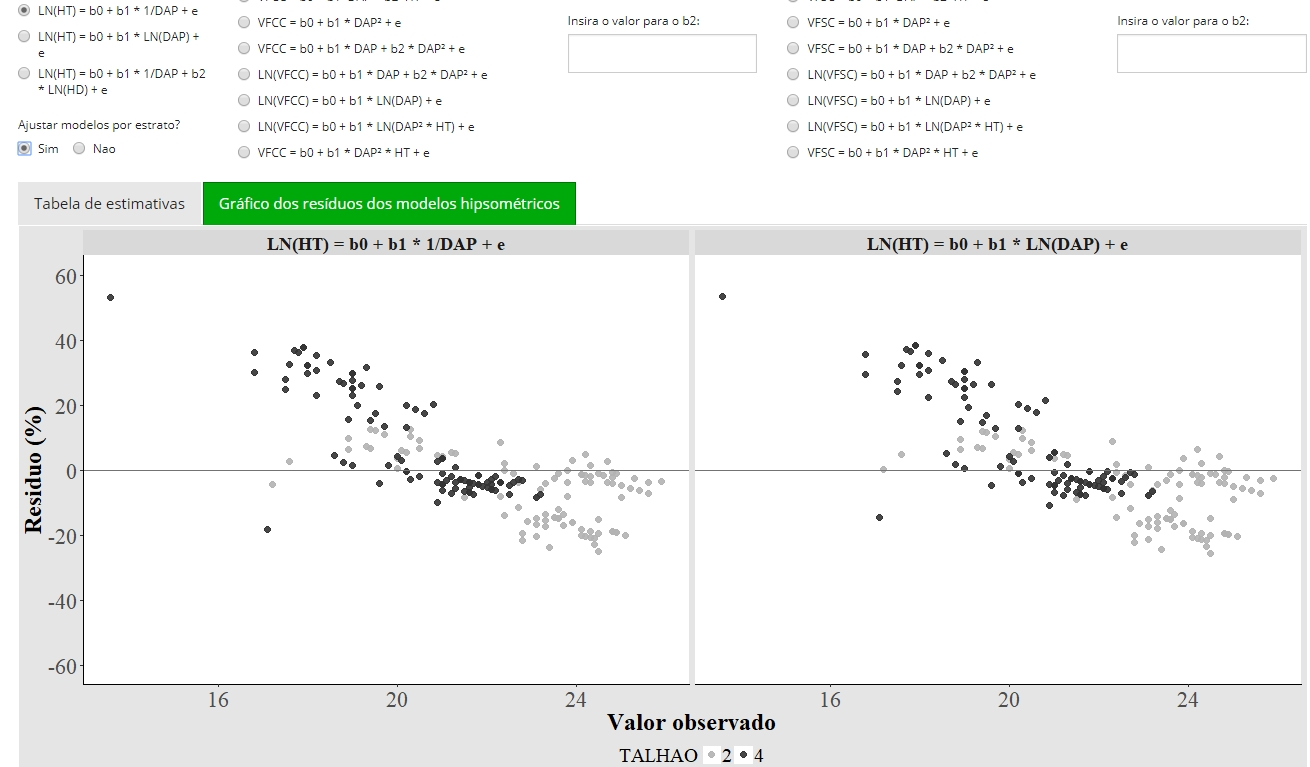 LN(HT) = b0 + b1 * 1/DAP + e
LN(HT) = b0 + b1 * LN(DAP) +
e
LN(HT) = b0 + b1 * 1/DAP + b2
* LN(HD) + e
Ajustar modelos por estrato?
Sim Nao
VFCC = b0 + b1 * DAP² + e
VFCC = b0 + b1 * DAP + b2 * DAP² + e
LN(VFCC) = b0 + b1 * DAP + b2 * DAP² + e
LN(VFCC) = b0 + b1 * LN(DAP) + e
LN(VFCC) = b0 + b1 * LN(DAP² * HT) + e
VFCC = b0 + b1 * DAP² * HT + e
Insira o valor para o b2:
VFSC = b0 + b1 * DAP² + e
VFSC = b0 + b1 * DAP + b2 * DAP² + e
LN(VFSC) = b0 + b1 * DAP + b2 * DAP² + e
LN(VFSC) = b0 + b1 * LN(DAP) + e
LN(VFSC) = b0 + b1 * LN(DAP² * HT) + e
VFSC = b0 + b1 * DAP² * HT + e
Insira o valor para o b2:
Tabela de estimativas
Gráfico dos resíduos dos modelos hipsométricos
LN(HT) = b0 + b1 * 1/DAP + e
LN(HT) = b0 + b1 * LN(DAP) + e
Resíduo (%)
60
40
20
0
-20
-40
-60
16 20 24
16 20 24
Valor observado
TALHAO 2 4